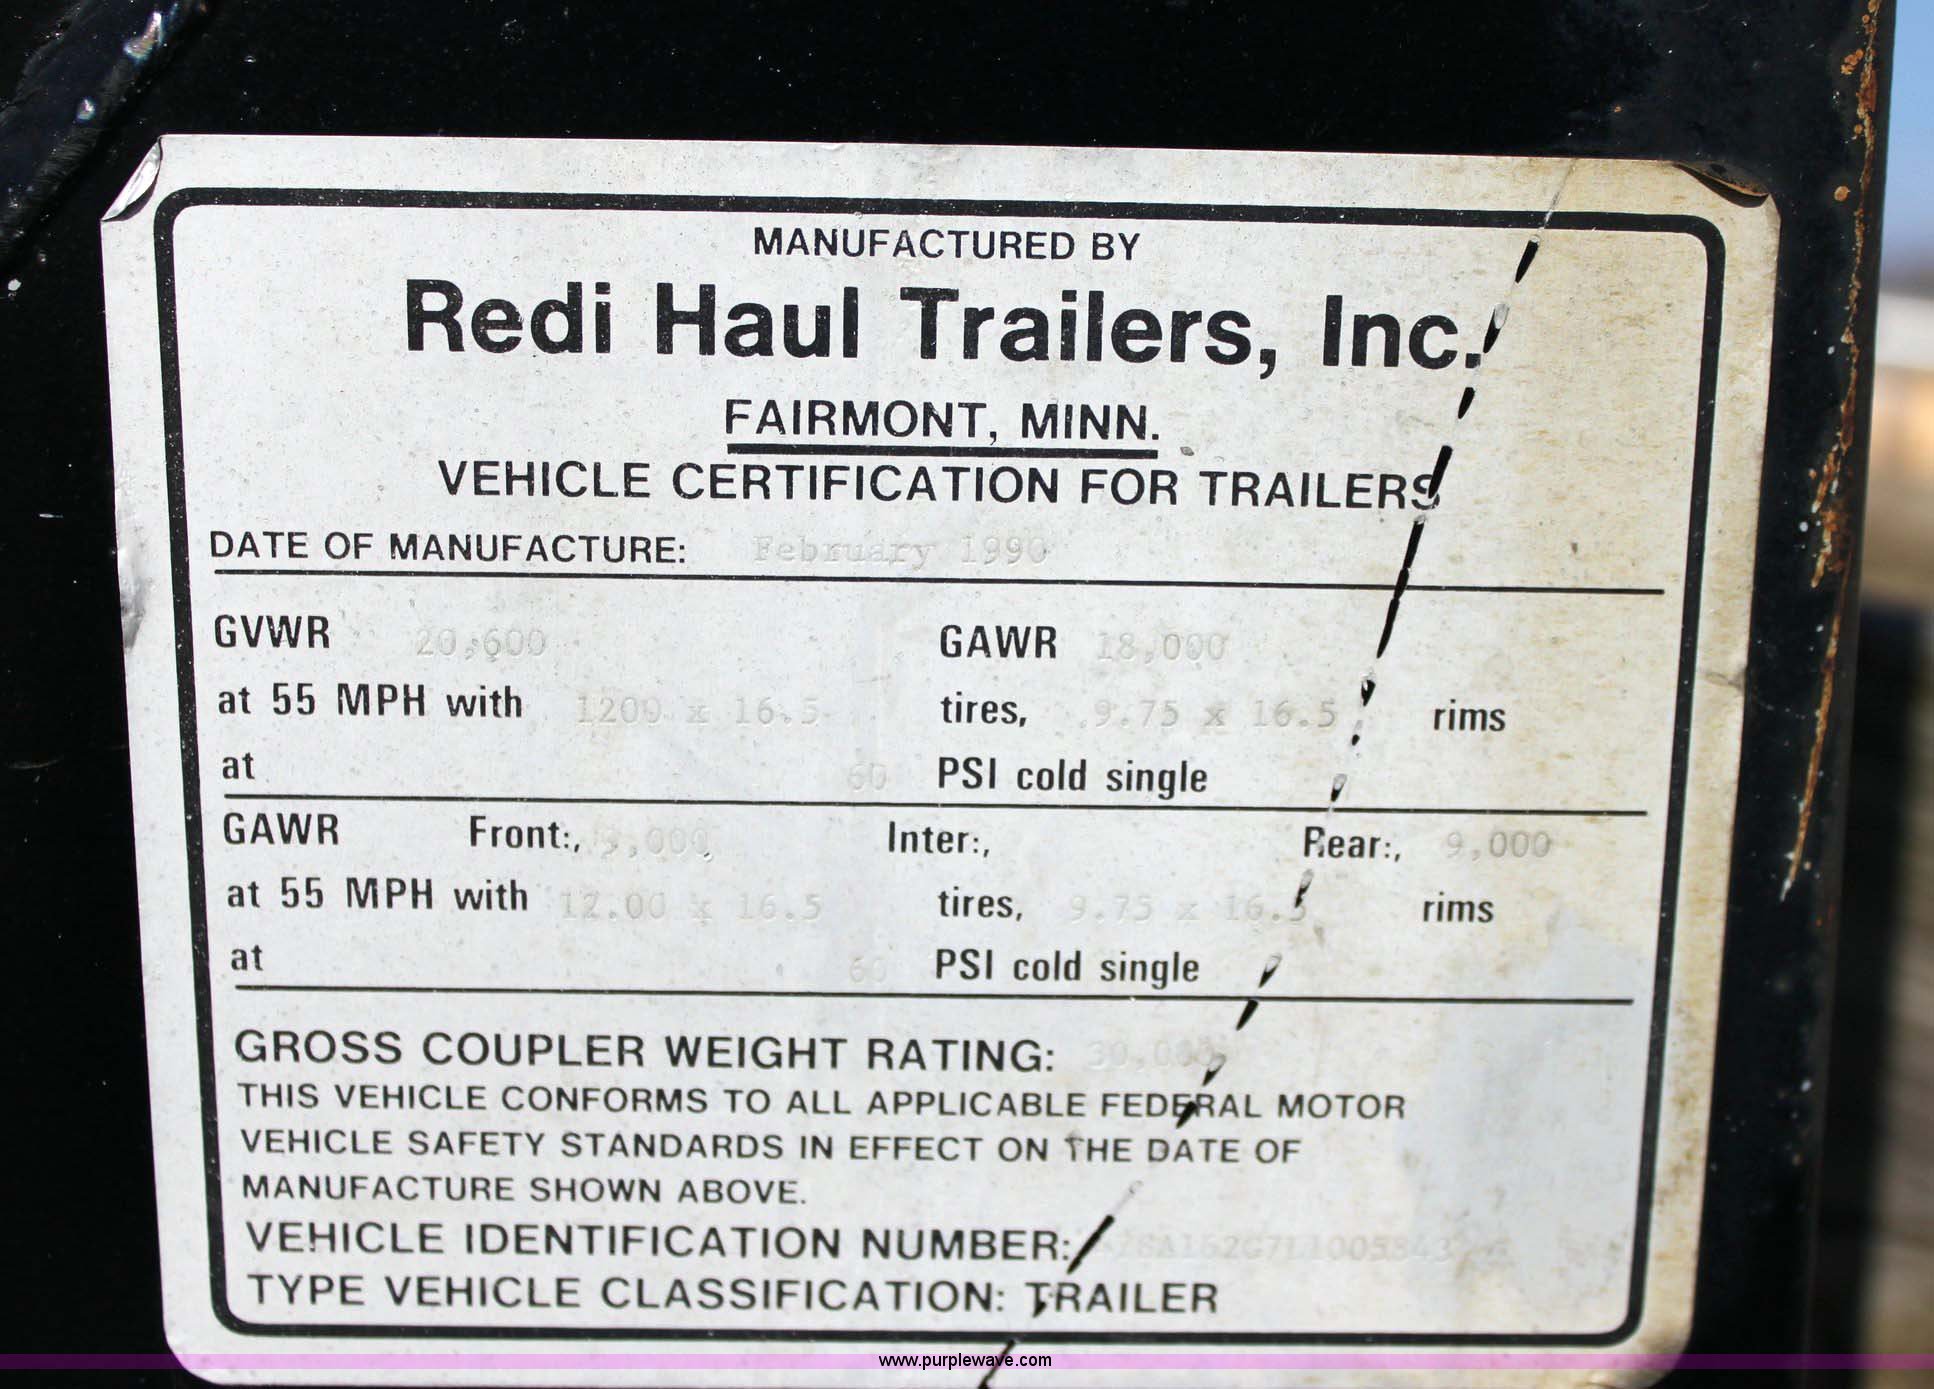 MANUFACTURED BY
Redi Haul Trailers, Inc.
FAIRMONT, MINN.
VEHICLE CERTIFICATION FOR TRAILERS
DATE OF MANUFACTURE: February 1990
GVWR 20,600 GAWR 18,000
at 55 MPH with 1200 x 16.5 tires, 9.75 x 16.5 rims
at 60 PSI cold single
GAWR Front:, 9,000 Inter:, Rear:, 9,000
at 55 MPH with 12.00 x 16.5 tires, 9.75 x 16.5 rims
at 60 PSI cold single
GROSS COUPLER WEIGHT RATING: 30,000
THIS VEHICLE CONFORMS TO ALL APPLICABLE FEDERAL MOTOR
VEHICLE SAFETY STANDARDS IN EFFECT ON THE DATE OF
MANUFACTURE SHOWN ABOVE.
VEHICLE IDENTIFICATION NUMBER:
TYPE VEHICLE CLASSIFICATION: TRAILER
www.purplewave.com